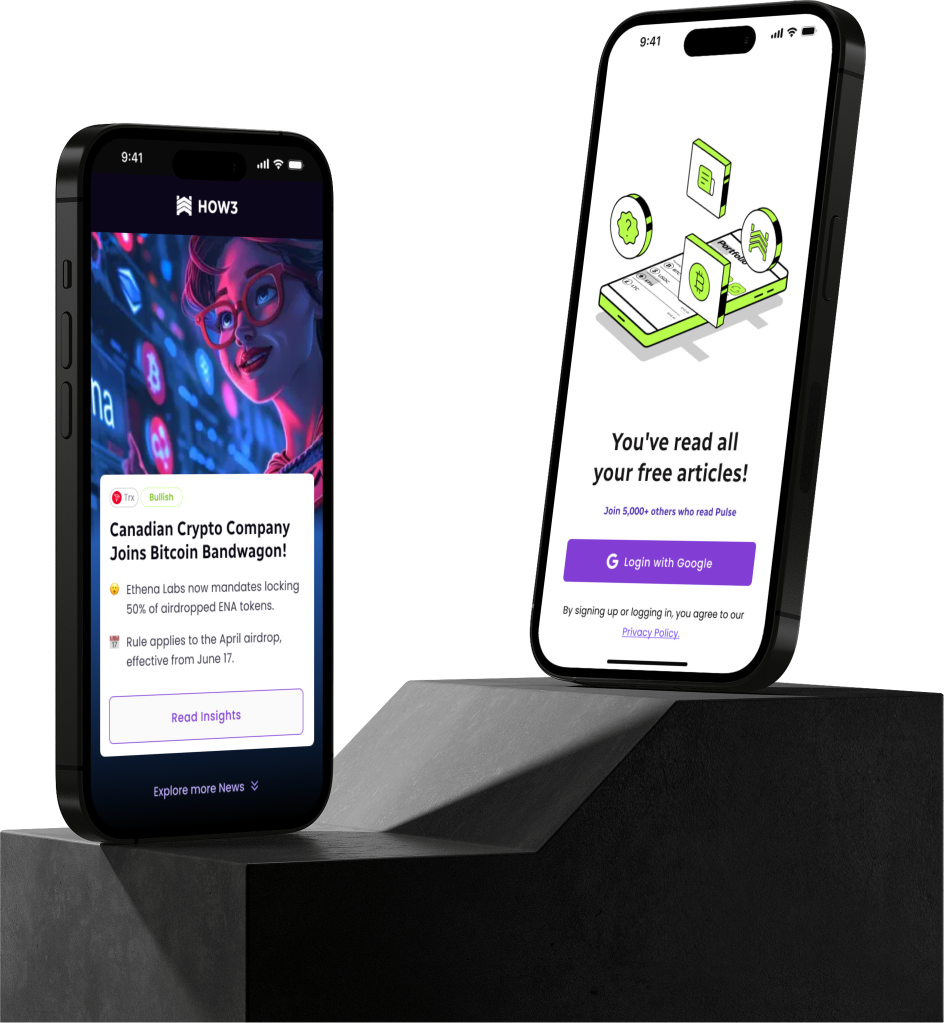 9:41
HOW3
na
Trx
Bullish
Canadian Crypto Company
Joins Bitcoin Bandwagon!
Ethena Labs now mandates locking
50% of airdropped ENA tokens.
Rule applies to the April airdrop,
effective from June 17.
Read Insights
Explore more News
9:41
Portfolio
USDC
LTC
You've read all
your free articles!
Join 5,000+ others who read Pulse
Login with Google
By signing up or logging in, you agree to our
Privacy Policy.